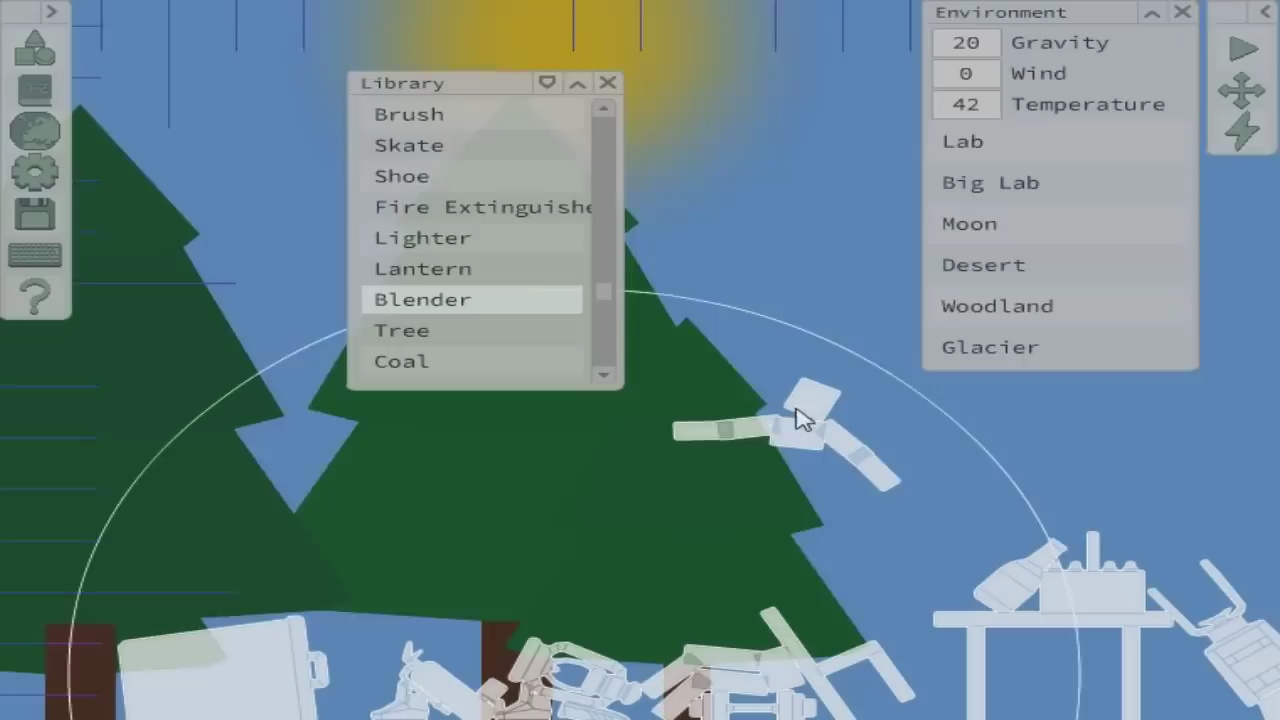 Library
Brush
Skate
Shoe
Fire Extinguishe
Lighter
Lantern
Blender
Tree
Coal
Environment
20 Gravity
0 Wind
42 Temperature
Lab
Big Lab
Moon
Desert
Woodland
Glacier
?